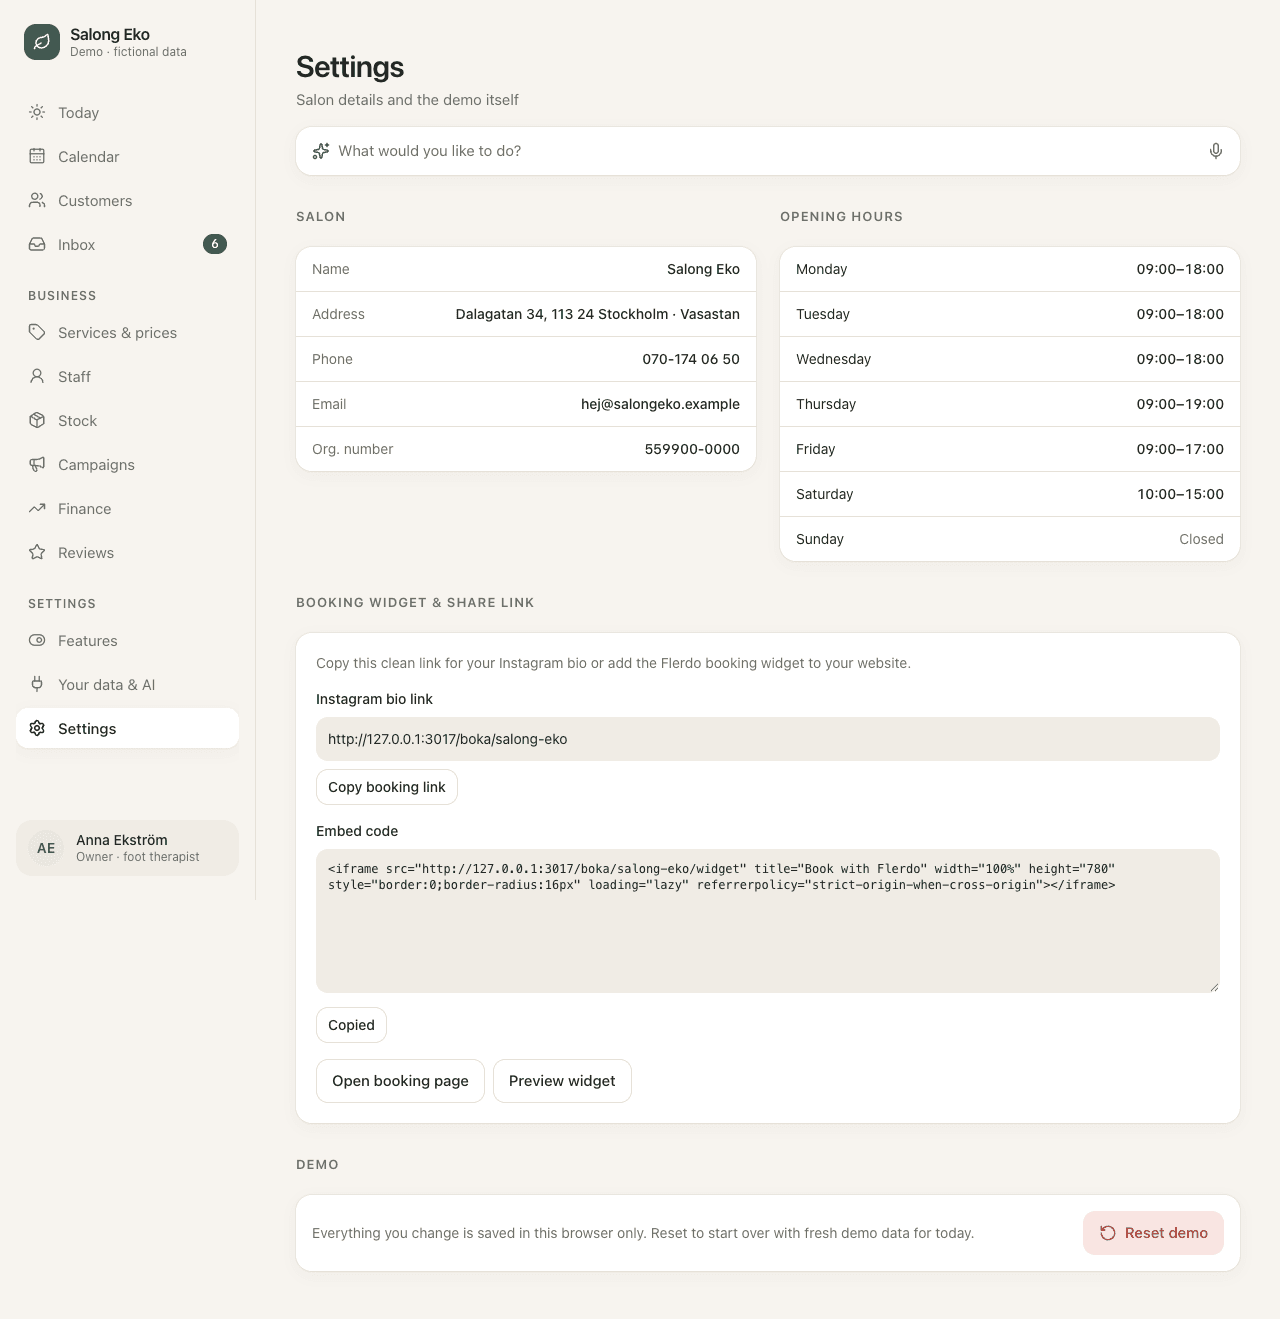 Salong Eko
Demo · fictional data
Today
Calendar
Customers
Inbox 6
BUSINESS
Services & prices
Staff
Stock
Campaigns
Finance
Reviews
SETTINGS
Features
Your data & AI
Settings
AE
Anna Ekström
Owner · foot therapist
Settings
Salon details and the demo itself
What would you like to do?
SALON
Name Salong Eko
Address Dalagatan 34, 113 24 Stockholm · Vasastan
Phone 070-174 06 50
Email hej@salongeko.example
Org. number 559900-0000
OPENING HOURS
Monday 09:00–18:00
Tuesday 09:00–18:00
Wednesday 09:00–18:00
Thursday 09:00–19:00
Friday 09:00–17:00
Saturday 10:00–15:00
Sunday Closed
BOOKING WIDGET & SHARE LINK
Copy this clean link for your Instagram bio or add the Flerdo booking widget to your website.
Instagram bio link
http://127.0.0.1:3017/boka/salong-eko
Copy booking link
Embed code
<iframe src="http://127.0.0.1:3017/boka/salong-eko/widget" title="Book with Flerdo" width="100%" height="780"
style="border:0;border-radius:16px" loading="lazy" referrerpolicy="strict-origin-when-cross-origin"></iframe>
Copied
Open booking page Preview widget
DEMO
Everything you change is saved in this browser only. Reset to start over with fresh demo data for today.
Reset demo